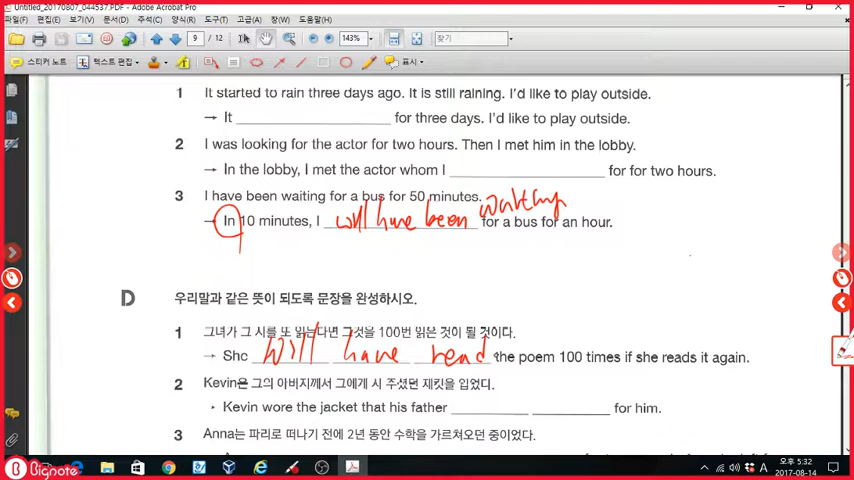 Untitled_20170807_044537.PDF - Adobe Acrobat Pro
파일(F) 편집(E) 보기(V) 문서(D) 주석(C) 양식(R) 도구(T) 고급(A) 창(W) 도움말(H)
9 / 12 143% 찾기
스티커 노트 텍스트 편집 표시
1 It started to rain three days ago. It is still raining. I'd like to play outside.
→ It ____ for three days. I'd like to play outside.
2 I was looking for the actor for two hours. Then I met him in the lobby.
→ In the lobby, I met the actor whom I ____ for for two hours.
3 I have been waiting for a bus for 50 minutes.
→ In 10 minutes, I will have been waiting for a bus for an hour.
D 우리말과 같은 뜻이 되도록 문장을 완성하시오.
1 그녀가 그 시를 또 읽는다면 그것을 100번 읽은 것이 될 것이다.
→ She will have read the poem 100 times if she reads it again.
2 Kevin은 그의 아버지께서 그에게 사 주셨던 재킷을 입었다.
Kevin wore the jacket that his father ____ ____ for him.
3 Anna는 파리로 떠나기 전에 2년 동안 수학을 가르쳐오던 중이었다.
Bignote
A 오후 5:32
2017-08-14